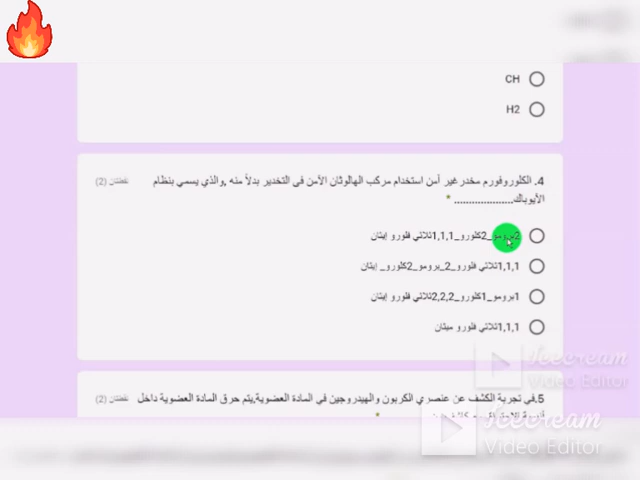 CH
H2
4. الكلوروفورم مخدرغير آمن استخدام مركب الهالوثان الآمن في التخدير بدلاً منه ,والذي يسمي بنظام
نقطتان (2)
الأيوباك.................... *
2برومو_2كلورو_1,1,1ثلاثي فلورو إيثان
1,1,1ثلاثي فلورو_2_برومو_2كلورو_ إيثان
1برومو_1كلورو_2,2,2ثلاثي فلورو إيثان
1,1,1ثلاثي فلورو ميثان
5.في تجربة الكشف عن عنصري الكربون والهيدروجين في المادة العضوية,يتم حرق المادة العضوية داخل
نقطتان (2)
Icecream
Video Editor
Icecream
Video Editor